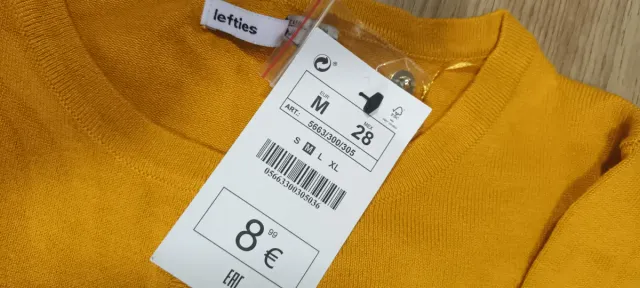 lefties
EUR
M
MEX
28
ART.: 5663/300/305
S M L XL
05663300305036
8 99 €
EAC